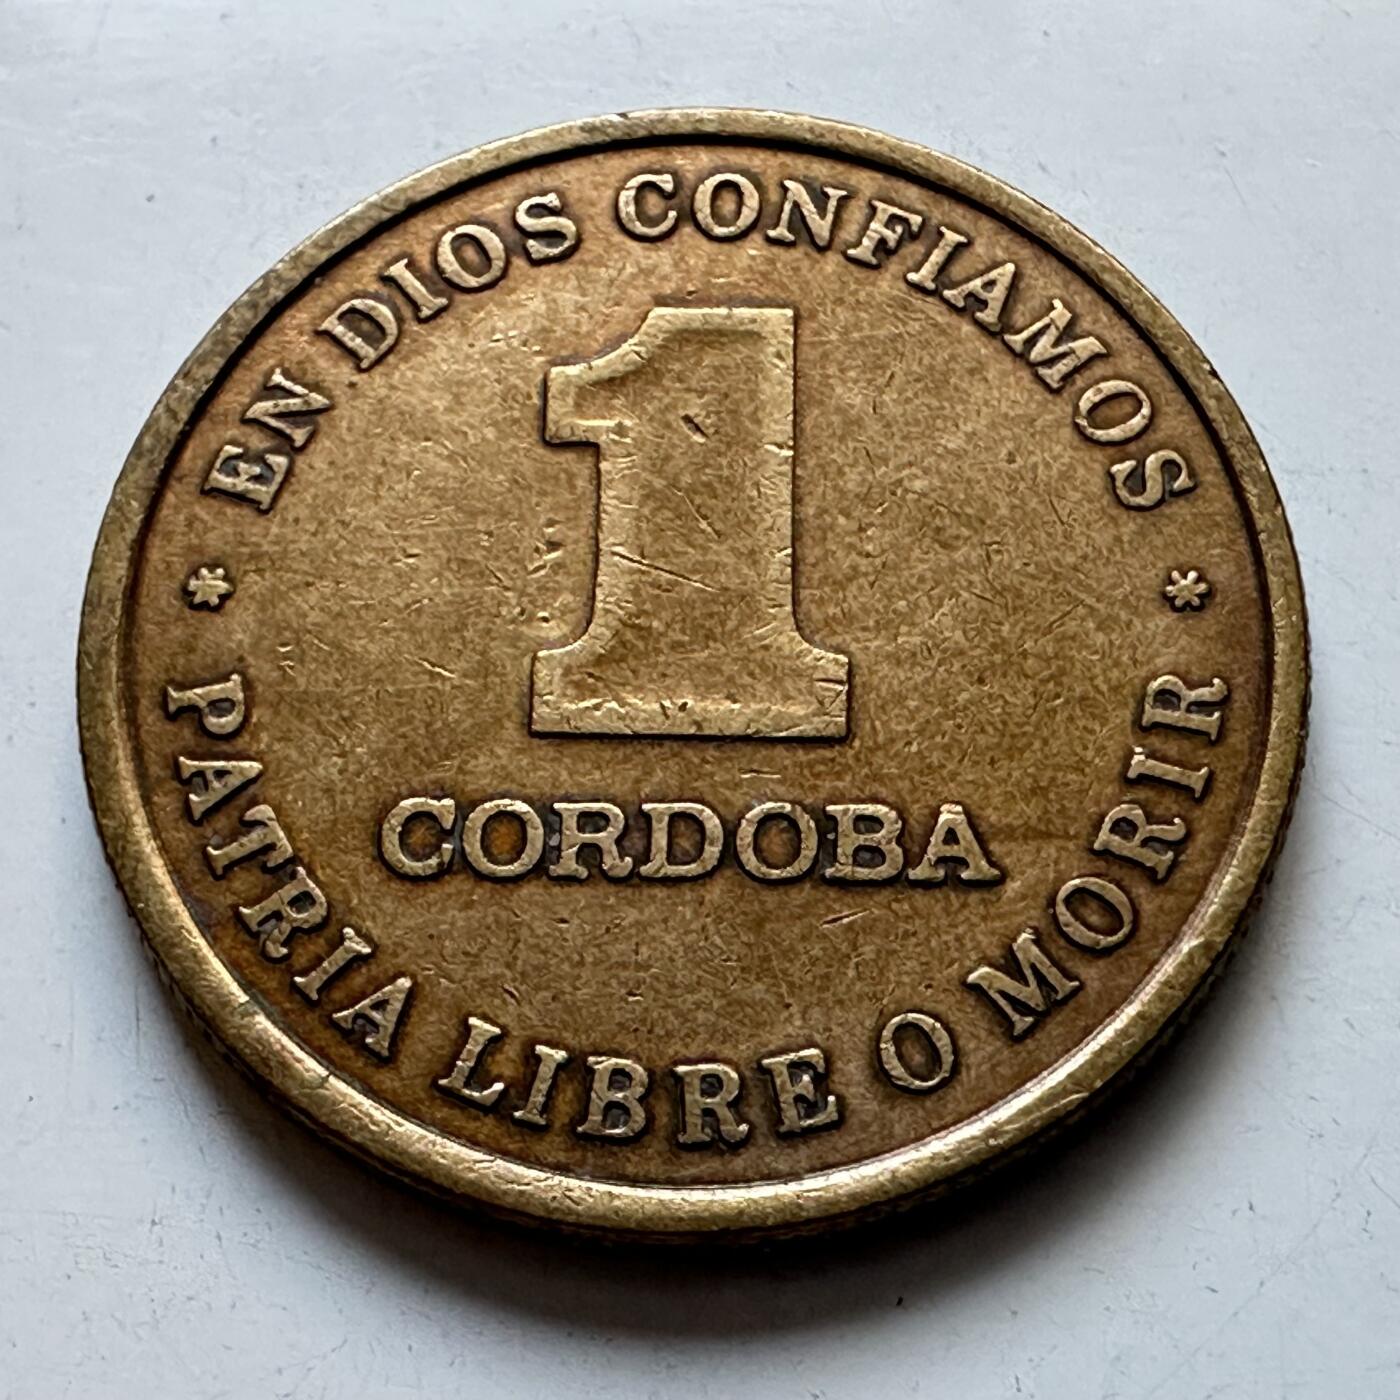 EN DIOS CONFIAMOS
1
CORDOBA
* PATRIA LIBRE O MORIR *